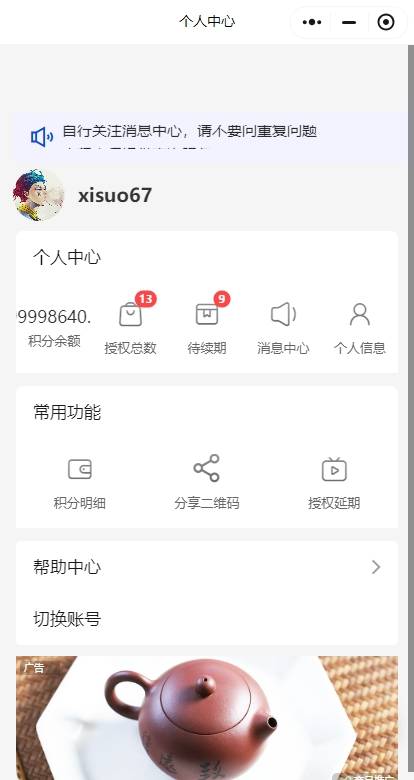 个人中心
自行关注消息中心，请不要问重复问题
xisuo67
个人中心
99998640.
13
9
积分余额
授权总数
待续期
消息中心
个人信息
常用功能
积分明细
分享二维码
授权延期
帮助中心
切换账号
广告